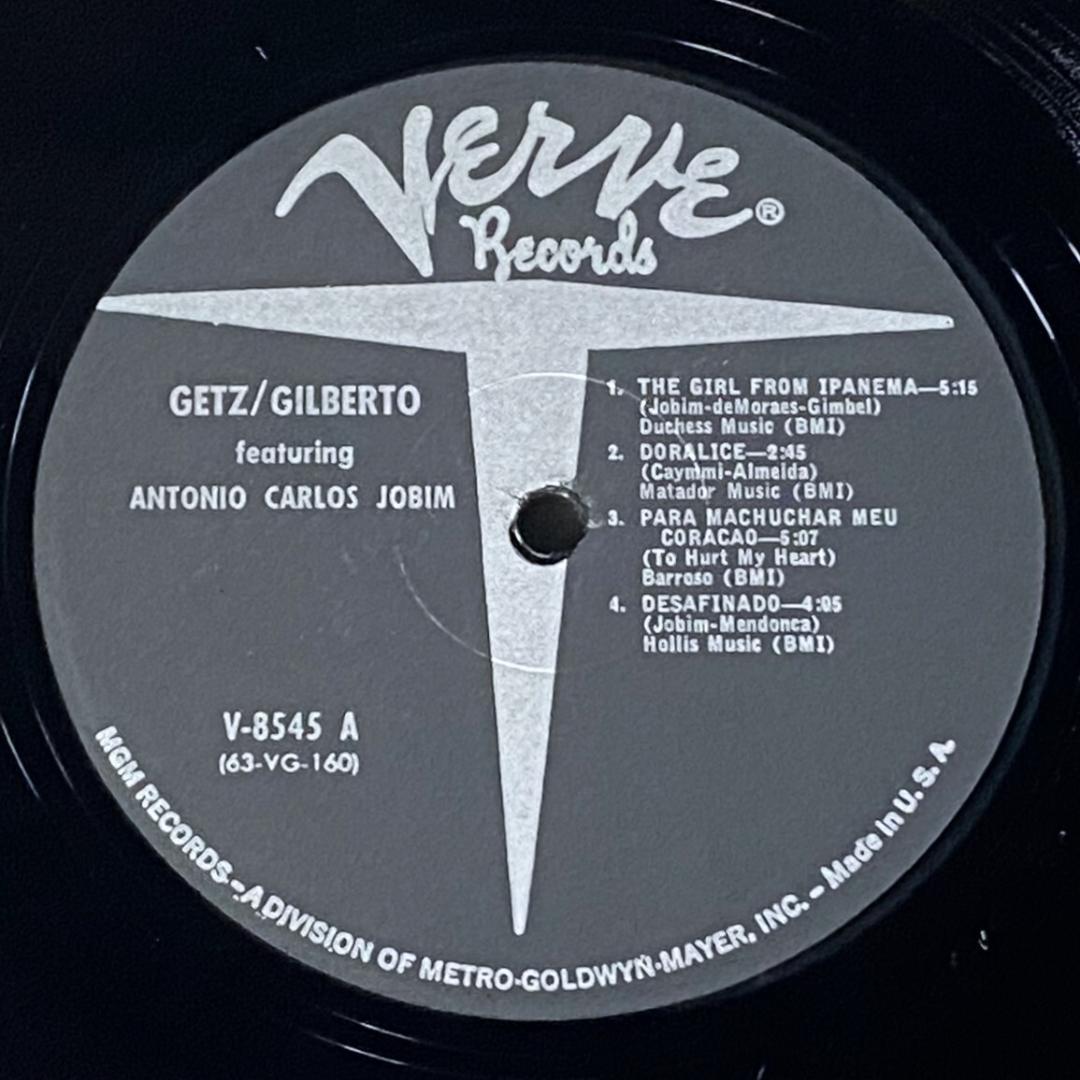 Verve®
Records
GETZ/GILBERTO
featuring
ANTONIO CARLOS JOBIM
1. THE GIRL FROM IPANEMA—5:15
(Jobim-deMoraes-Gimbel)
Duchess Music (BMI)
2. DORALICE—2:45
(Caymmi-Almeida)
Matador Music (BMI)
3. PARA MACHUCHAR MEU
CORACAO—5:07
(To Hurt My Heart)
Barroso (BMI)
4. DESAFINADO—4:05
(Jobim-Mendonca)
Hollis Music (BMI)
V-8545 A
(63-VG-160)
MGM RECORDS - A DIVISION OF METRO-GOLDWYN-MAYER, INC. - Made in U. S. A.